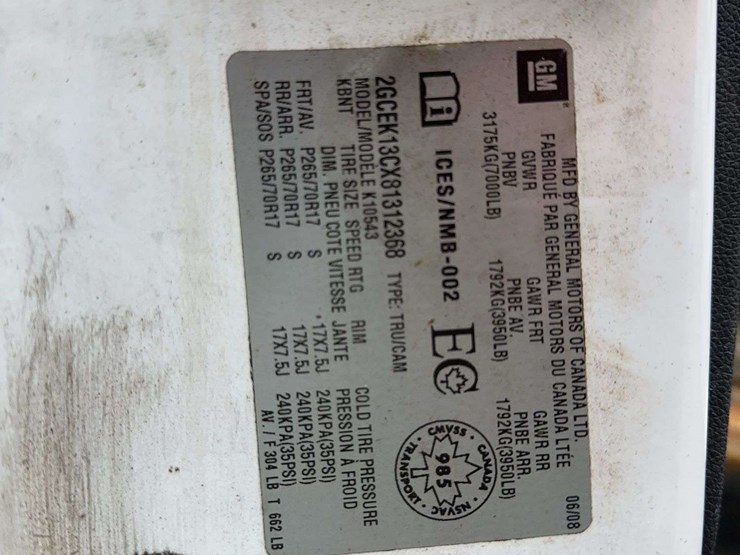 GM
MFD BY GENERAL MOTORS OF CANADA LTD. 06/08
FABRIQUÉ PAR GENERAL MOTORS DU CANADA LTÉE
GVWR GAWR FRT GAWR RR
PNBV PNBE AV. PNBE ARR.
3175KG(7000LB) 1792KG(3950LB) 1792KG(3950LB)
i ICES/NMB-002 EC
CMVSS · CANADA · NSVAC · TRANSPORT ·
985
2GCEK13CX81312368 TYPE: TRU/CAM
MODEL/MODÈLE K10543
KBNT TIRE SIZE SPEED RTG RIM COLD TIRE PRESSURE
DIM. PNEU COTE VITESSE JANTE PRESSION À FROID
FRT/AV. P265/70R17 S 17X7.5J 240KPA(35PSI)
RR/ARR. P265/70R17 S 17X7.5J 240KPA(35PSI)
SPA/SOS P265/70R17 S 17X7.5J 240KPA(35PSI)
AV. / F 304 LB T 662 LB